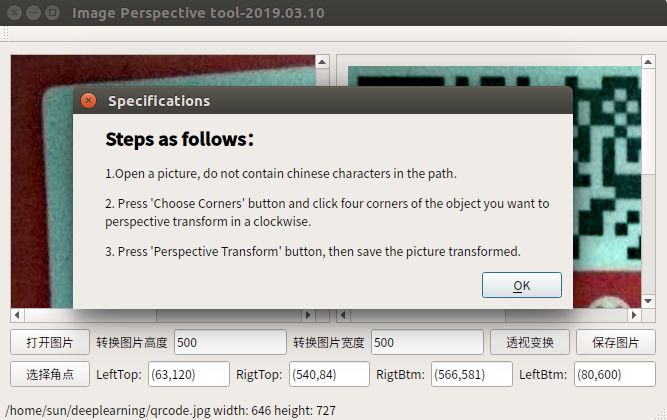 Image Perspective tool-2019.03.10
Specifications
Steps as follows：
1.Open a picture, do not contain chinese characters in the path.
2. Press 'Choose Corners' button and click four corners of the object you want to
perspective transform in a clockwise.
3. Press 'Perspective Transform' button, then save the picture transformed.
OK
打开图片 转换图片高度 500 转换图片宽度 500 透视变换 保存图片
选择角点 LeftTop: (63,120) RigtTop: (540,84) RigtBtm: (566,581) LeftBtm: (80,600)
/home/sun/deeplearning/qrcode.jpg width: 646 height: 727